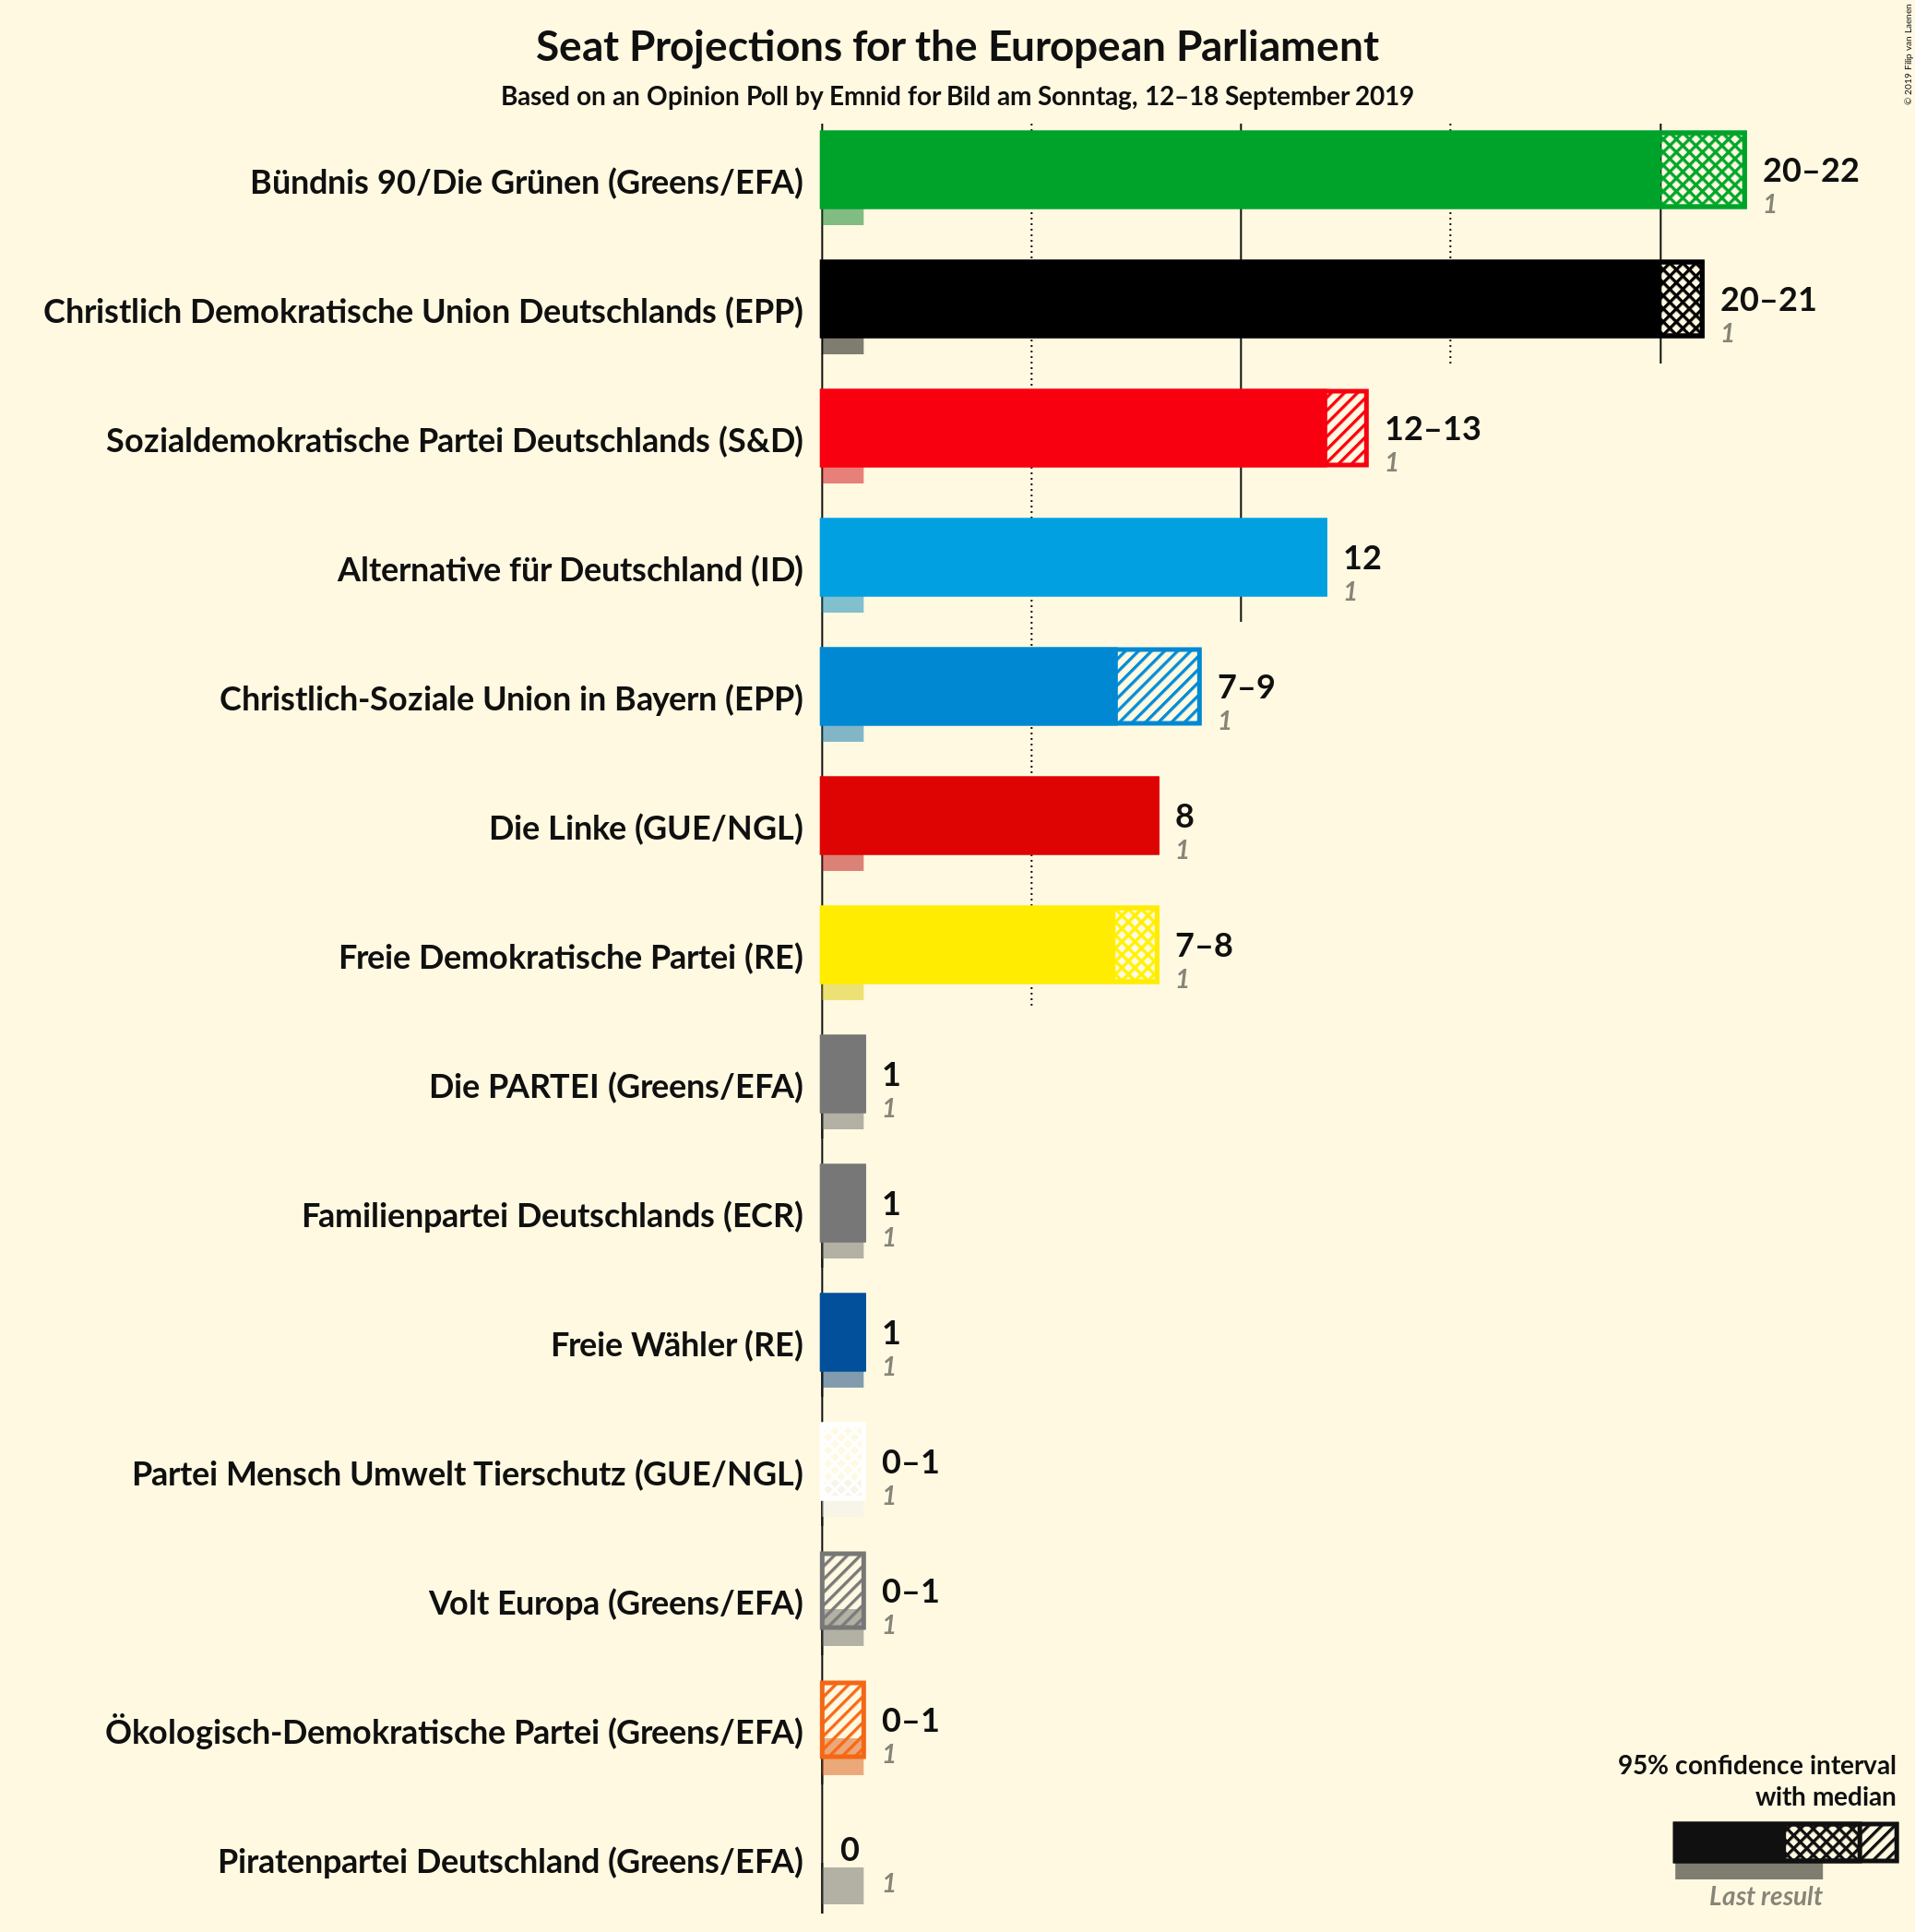 Seat Projections for the European Parliament
Based on an Opinion Poll by Emnid for Bild am Sonntag, 12–18 September 2019
© 2019 Filip van Laenen
Bündnis 90/Die Grünen (Greens/EFA)
20–22
1
Christlich Demokratische Union Deutschlands (EPP)
20–21
1
Sozialdemokratische Partei Deutschlands (S&D)
12–13
1
Alternative für Deutschland (ID)
12
1
Christlich-Soziale Union in Bayern (EPP)
7–9
1
Die Linke (GUE/NGL)
8
1
Freie Demokratische Partei (RE)
7–8
1
Die PARTEI (Greens/EFA)
1
1
Familienpartei Deutschlands (ECR)
1
1
Freie Wähler (RE)
1
1
Partei Mensch Umwelt Tierschutz (GUE/NGL)
0–1
1
Volt Europa (Greens/EFA)
0–1
1
Ökologisch-Demokratische Partei (Greens/EFA)
0–1
1
Piratenpartei Deutschland (Greens/EFA)
0
1
95% confidence interval
with median
Last result